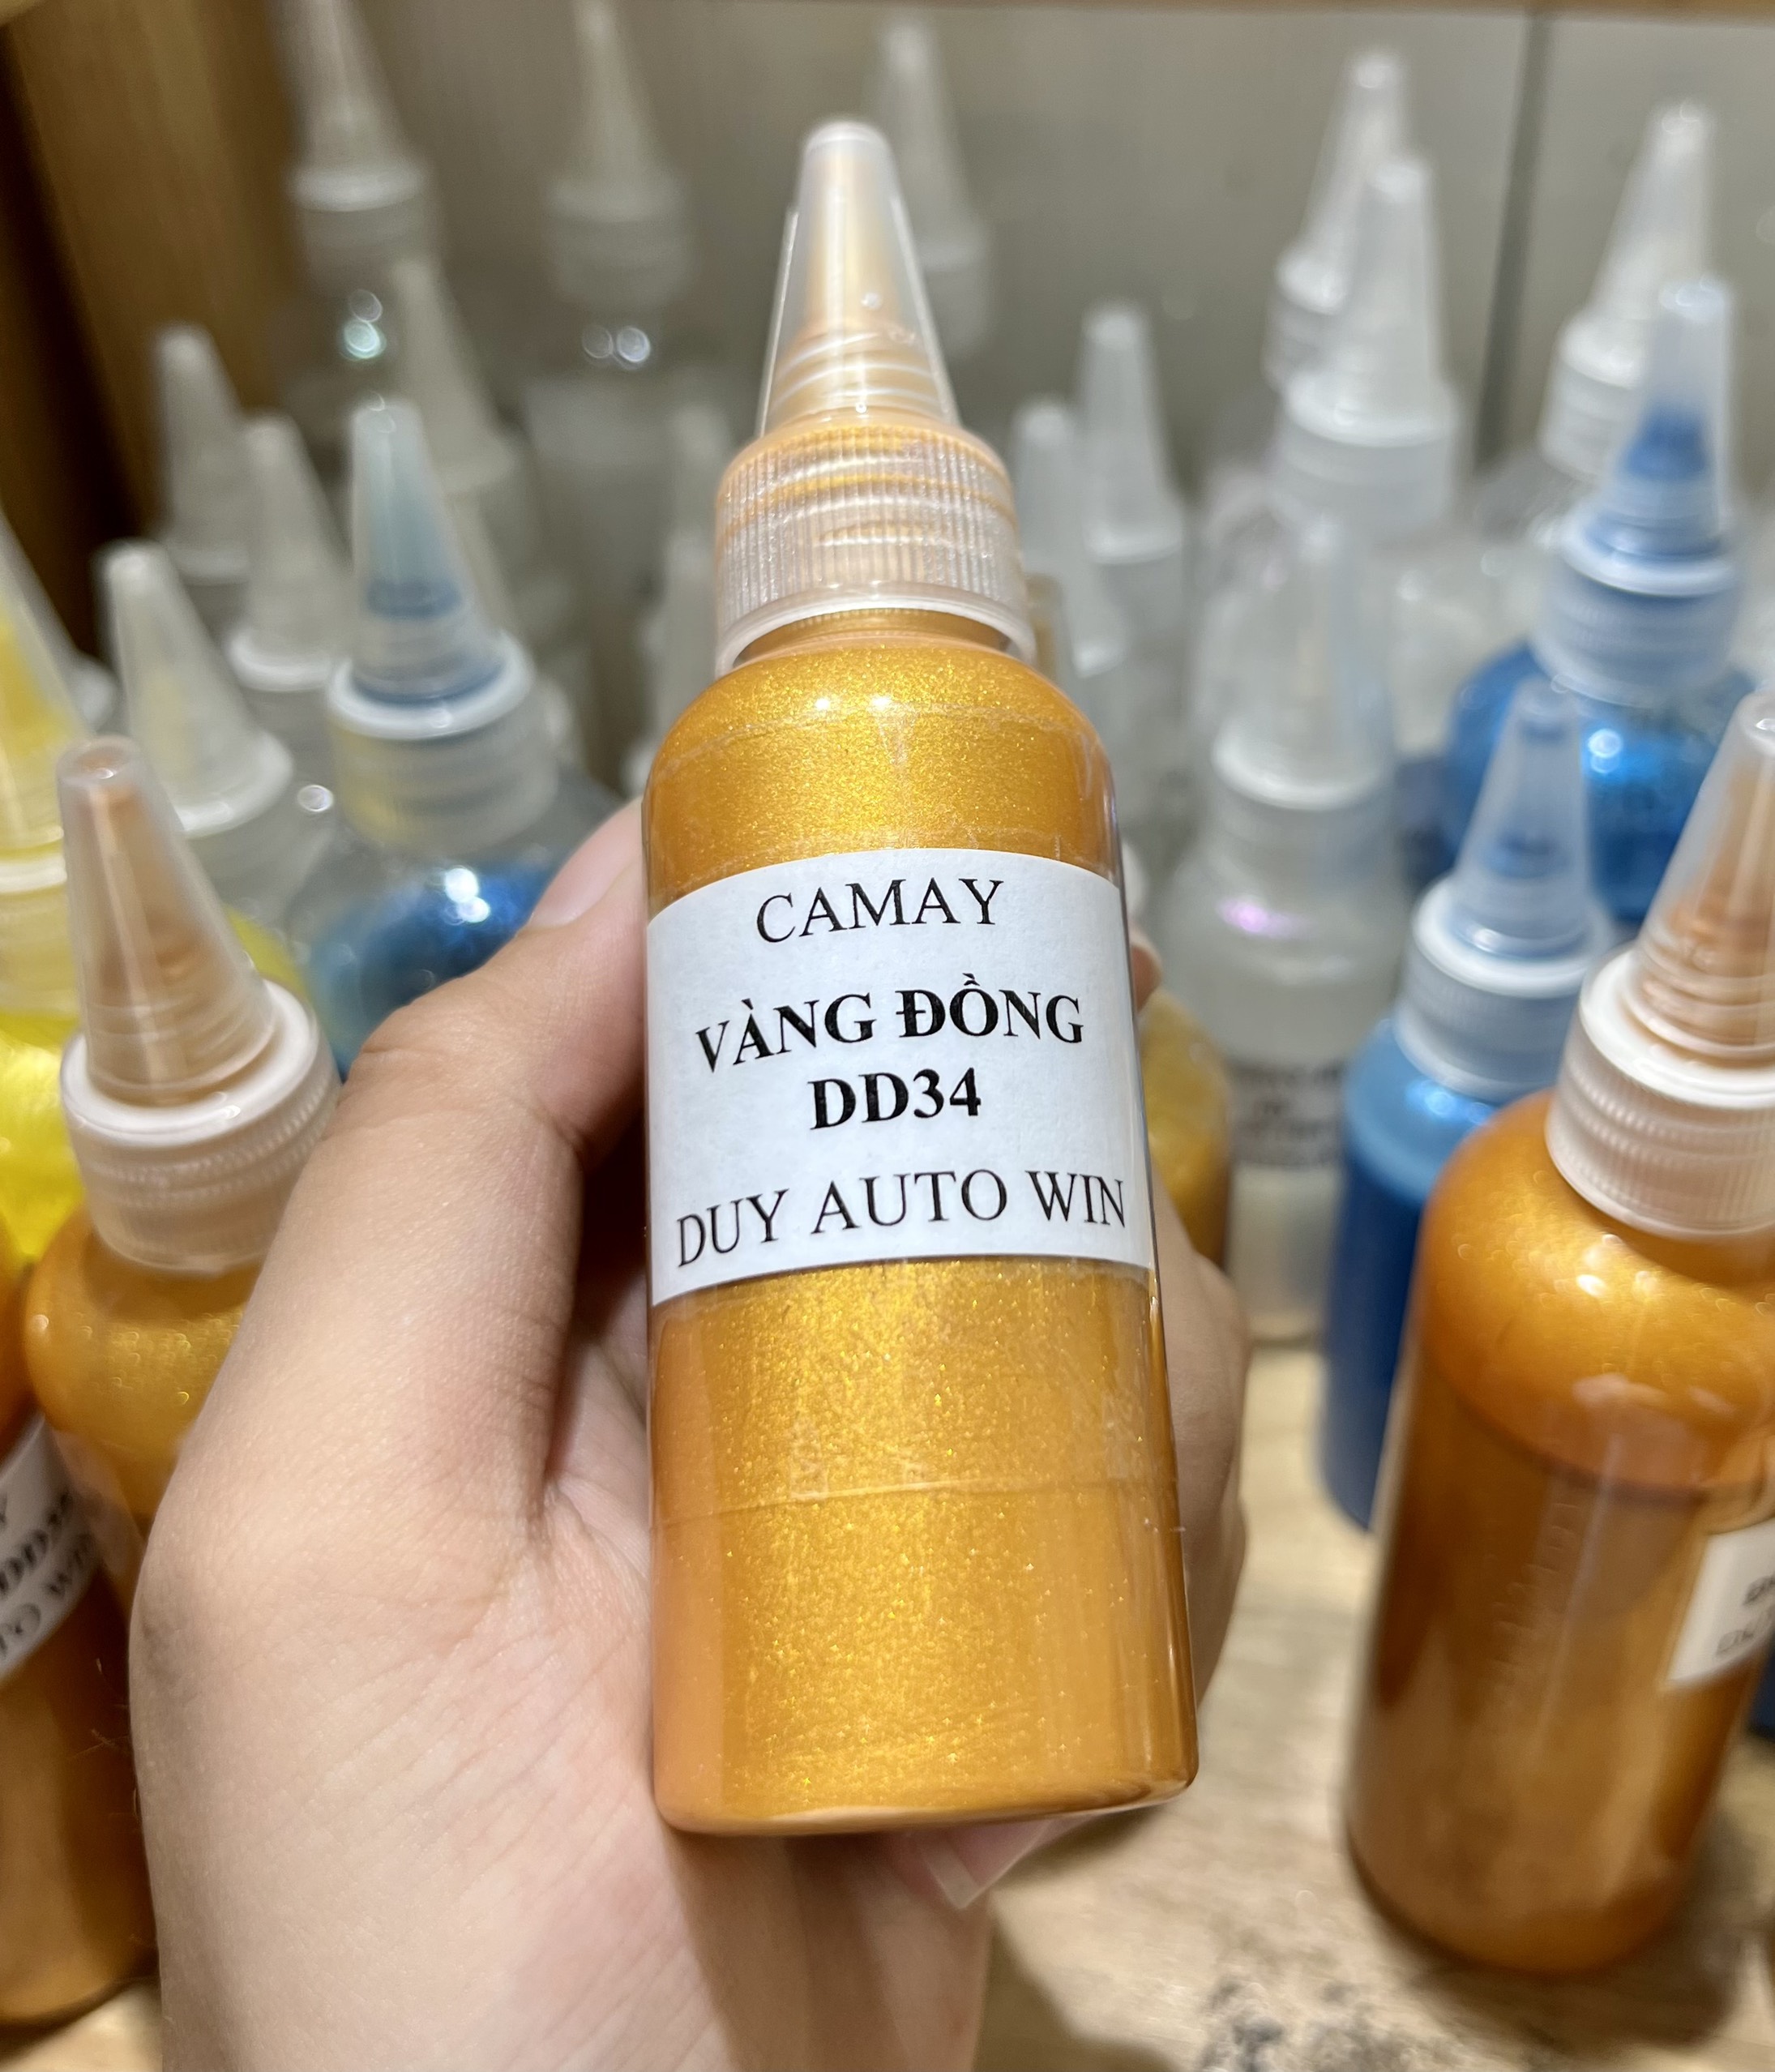 CAMAY
VÀNG ĐỒNG
DD34
DUY AUTO WIN